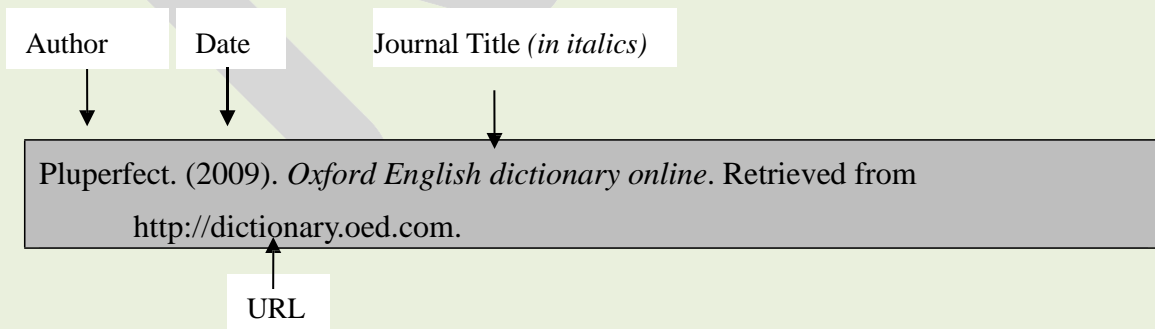 Author Date Journal Title (in italics)
Pluperfect. (2009). Oxford English dictionary online. Retrieved from
http://dictionary.oed.com.
URL